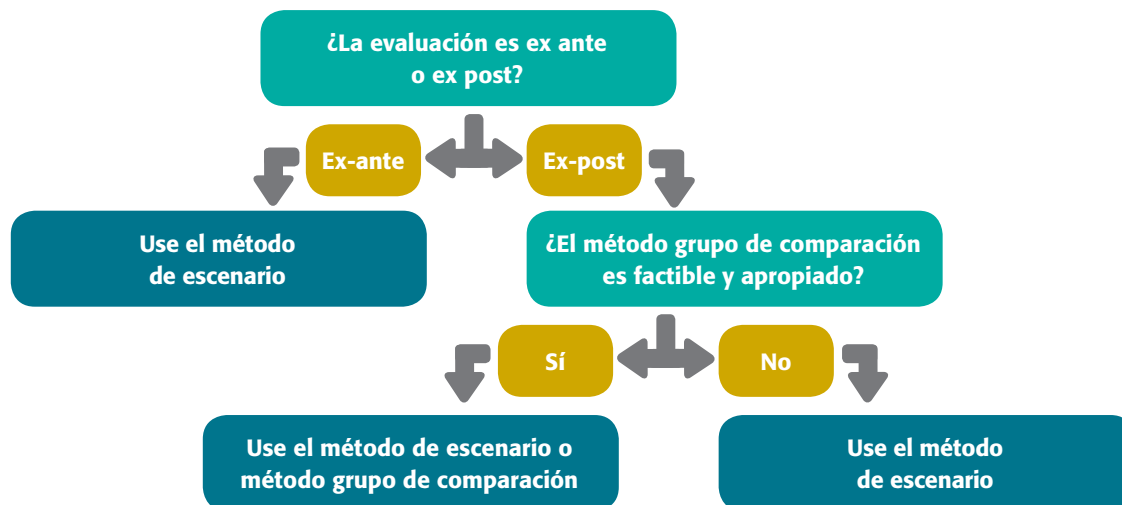 ¿La evaluación es ex ante
o ex post?
Ex-ante
Ex-post
Use el método
de escenario
¿El método grupo de comparación
es factible y apropiado?
Sí
No
Use el método de escenario o
método grupo de comparación
Use el método
de escenario